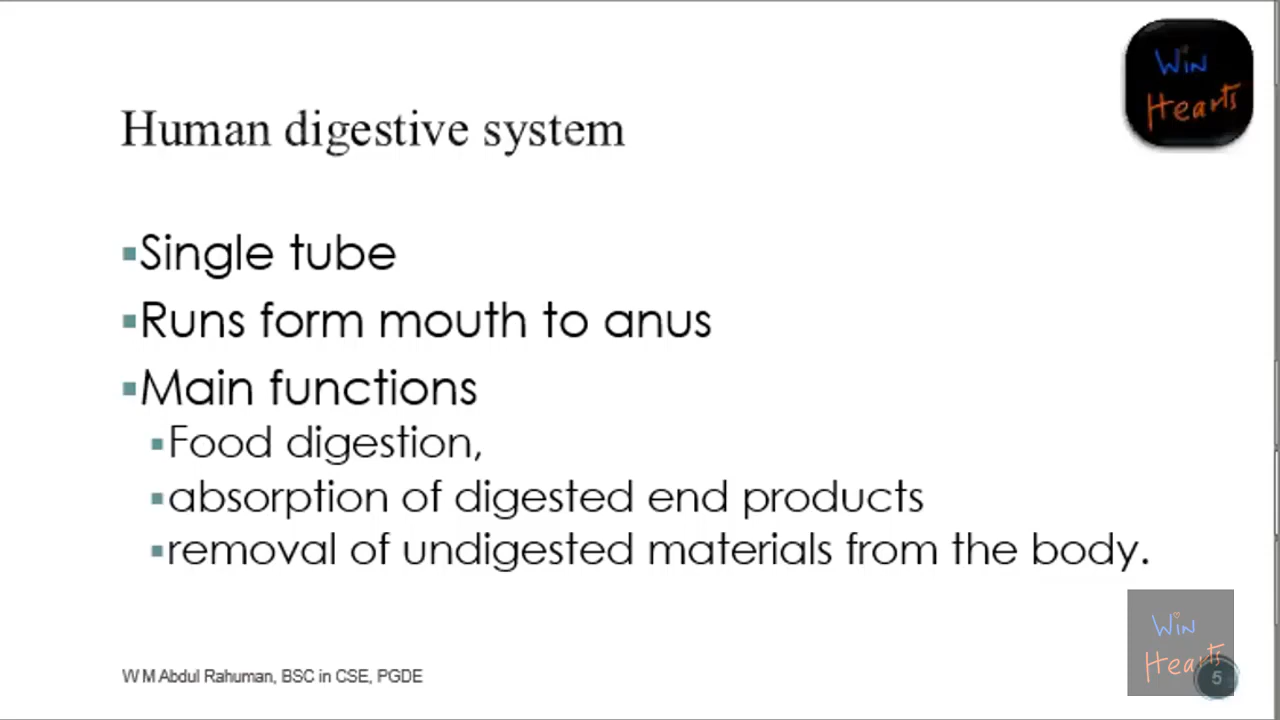 Win
Hearts
Human digestive system
▪Single tube
▪Runs form mouth to anus
▪Main functions
▪Food digestion,
▪absorption of digested end products
▪removal of undigested materials from the body.
Win
Hearts
W M Abdul Rahuman, BSC in CSE, PGDE
5